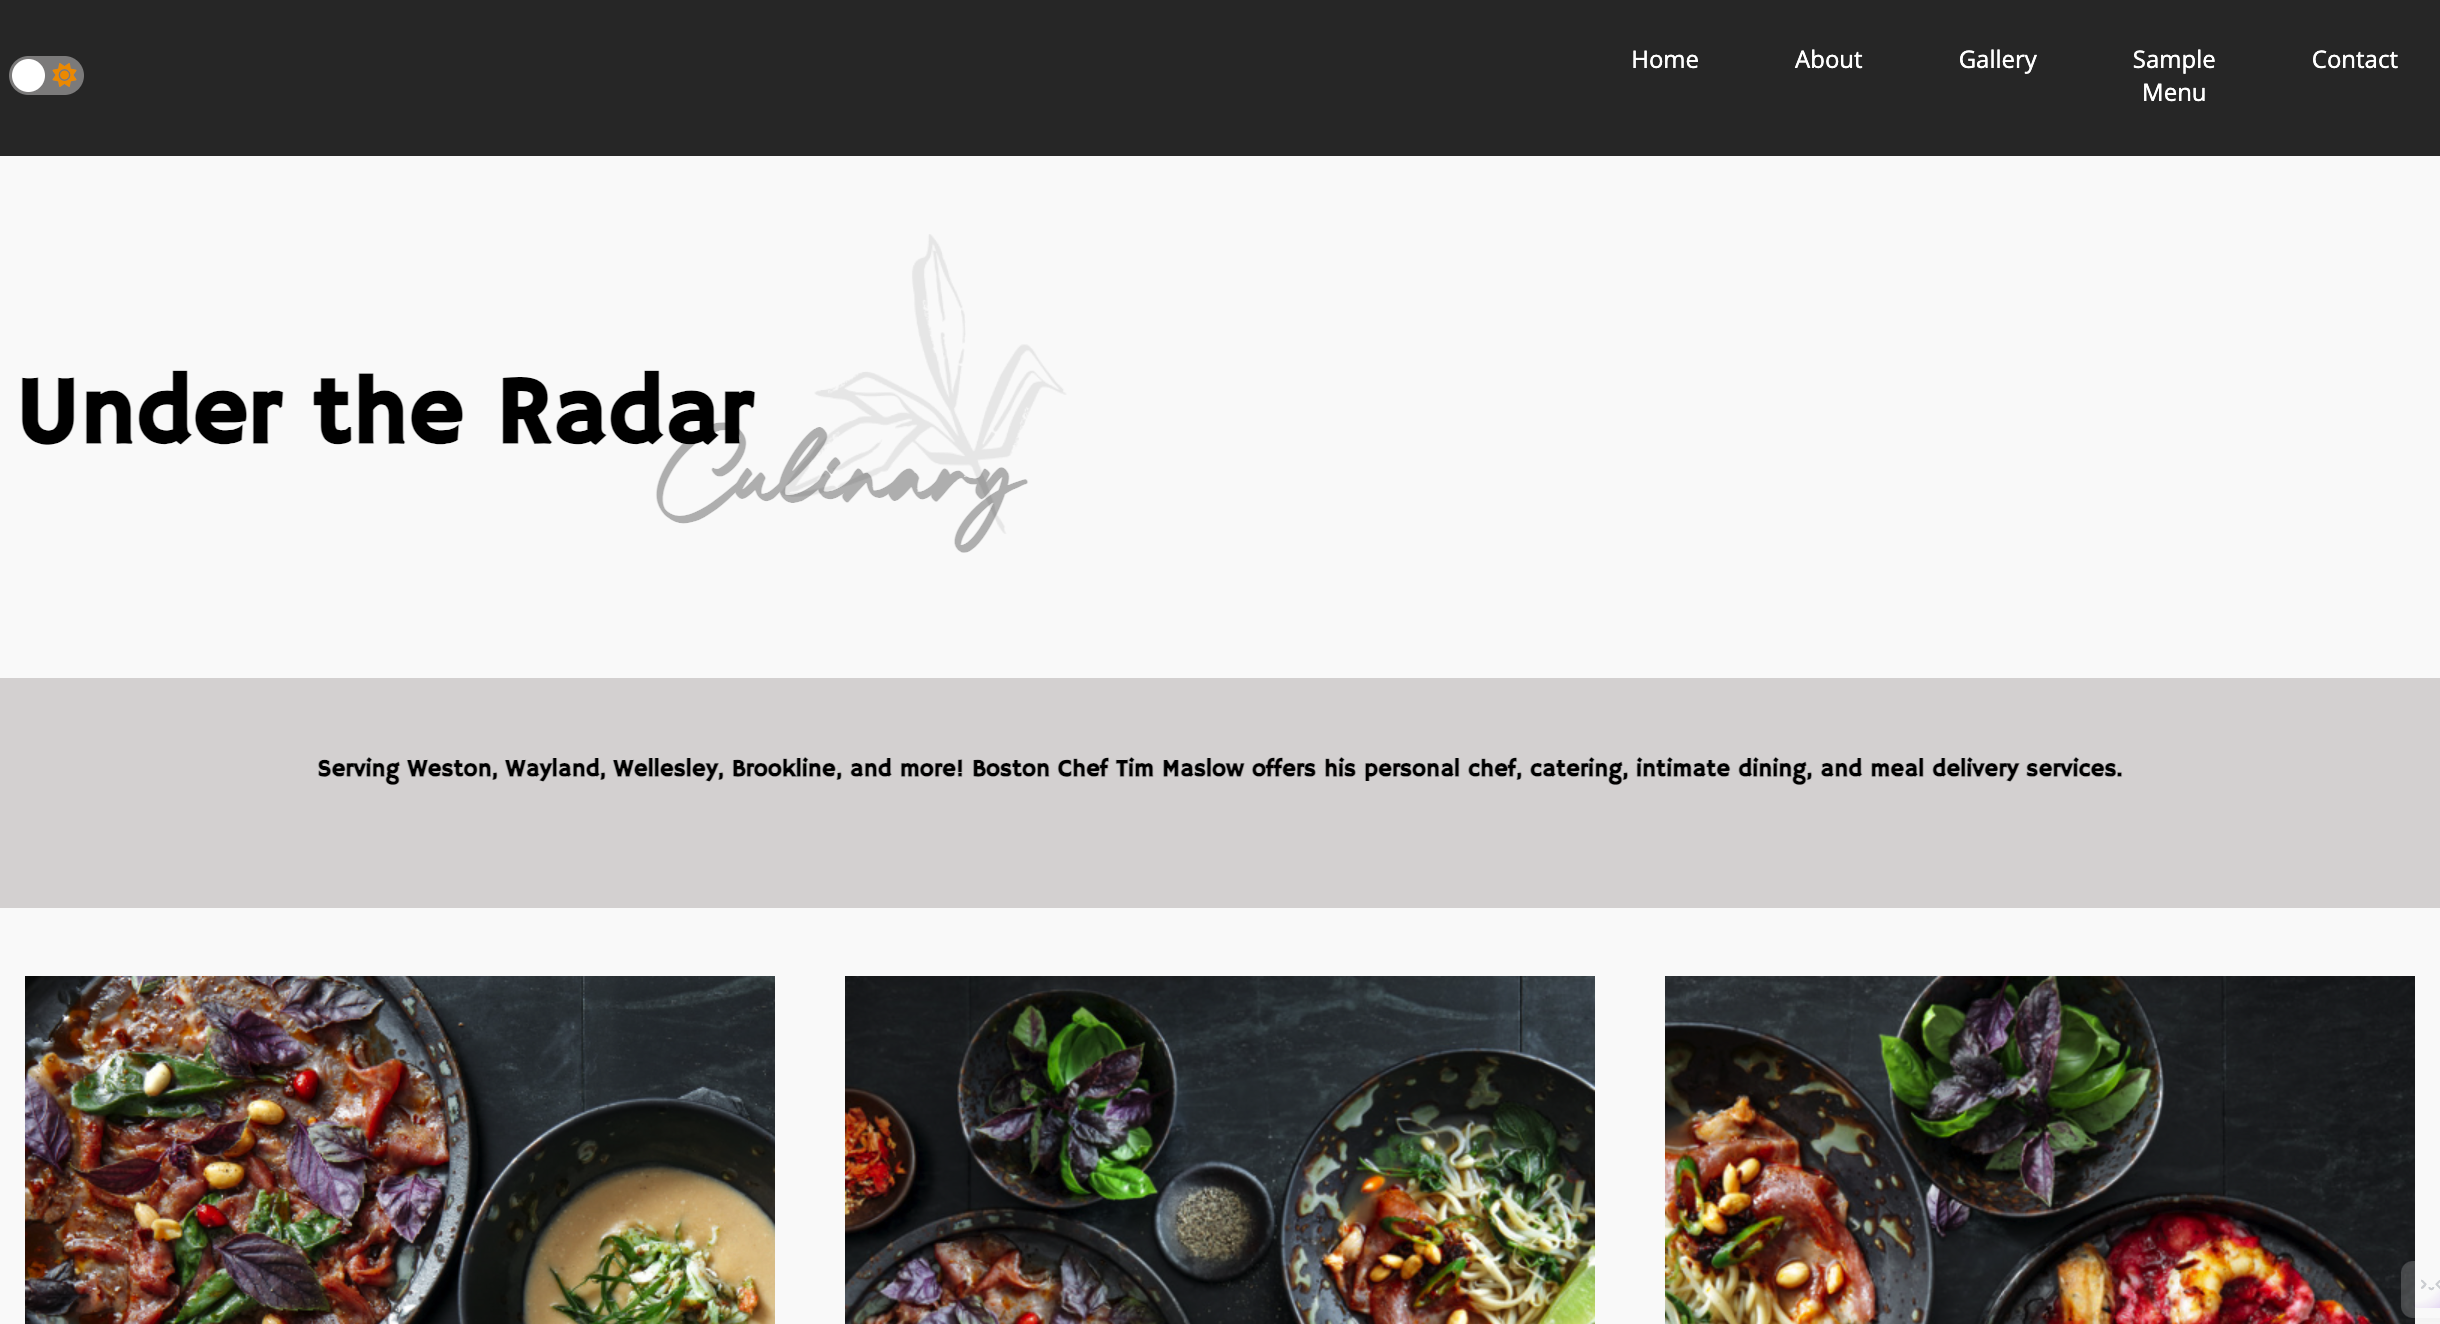 Home
About
Gallery
Sample
Menu
Contact
Under the Radar
Culinary
Serving Weston, Wayland, Wellesley, Brookline, and more! Boston Chef Tim Maslow offers his personal chef, catering, intimate dining, and meal delivery services.